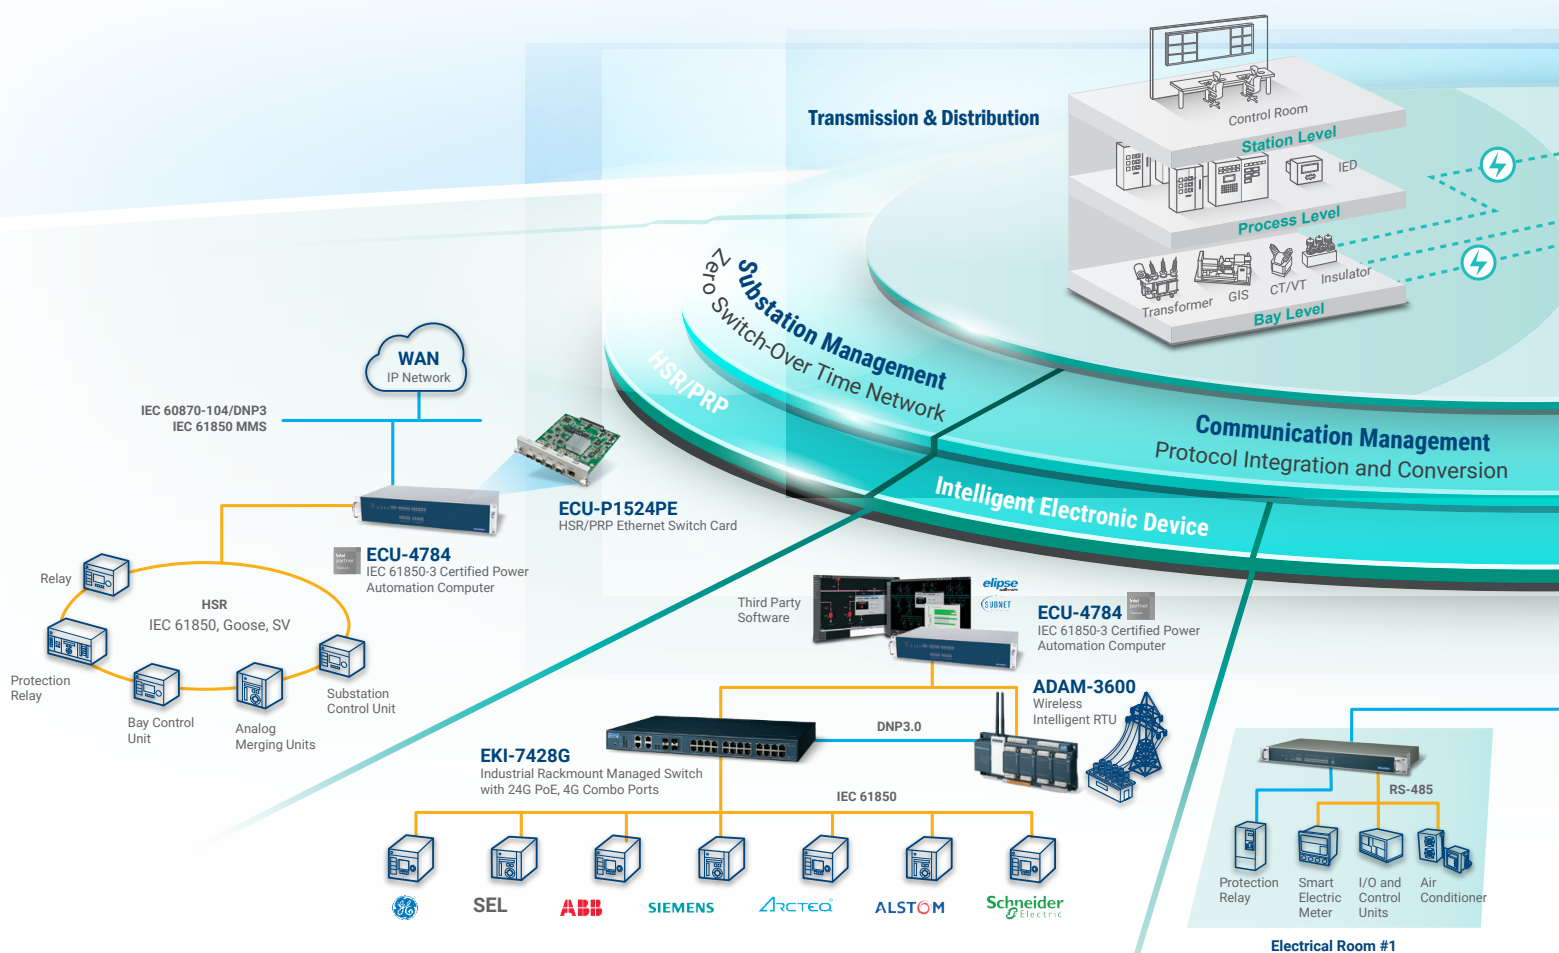 Transmission & Distribution
Control Room
Station Level
IED
Process Level
Transformer
GIS
CT/VT
Insulator
Bay Level
Substation Management
Zero Switch-Over Time Network
HSR/PRP
Communication Management
Protocol Integration and Conversion
Intelligent Electronic Device
WAN
IP Network
IEC 60870-104/DNP3
IEC 61850 MMS
ECU-P1524PE
HSR/PRP Ethernet Switch Card
intel
partner
ECU-4784
IEC 61850-3 Certified Power
Automation Computer
Relay
HSR
IEC 61850, Goose, SV
Protection
Relay
Bay Control
Unit
Analog
Merging Units
Substation
Control Unit
Third Party
Software
elipse
software
SUBNET
ECU-4784
intel
partner
IEC 61850-3 Certified Power
Automation Computer
ADAM-3600
Wireless
Intelligent RTU
DNP3.0
EKI-7428G
Industrial Rackmount Managed Switch
with 24G PoE, 4G Combo Ports
IEC 61850
GE
SEL
ABB
SIEMENS
ARCTEQ
ALSTOM
Schneider
Electric
RS-485
Protection
Relay
Smart
Electric
Meter
I/O and
Control
Units
Air
Conditioner
Electrical Room #1